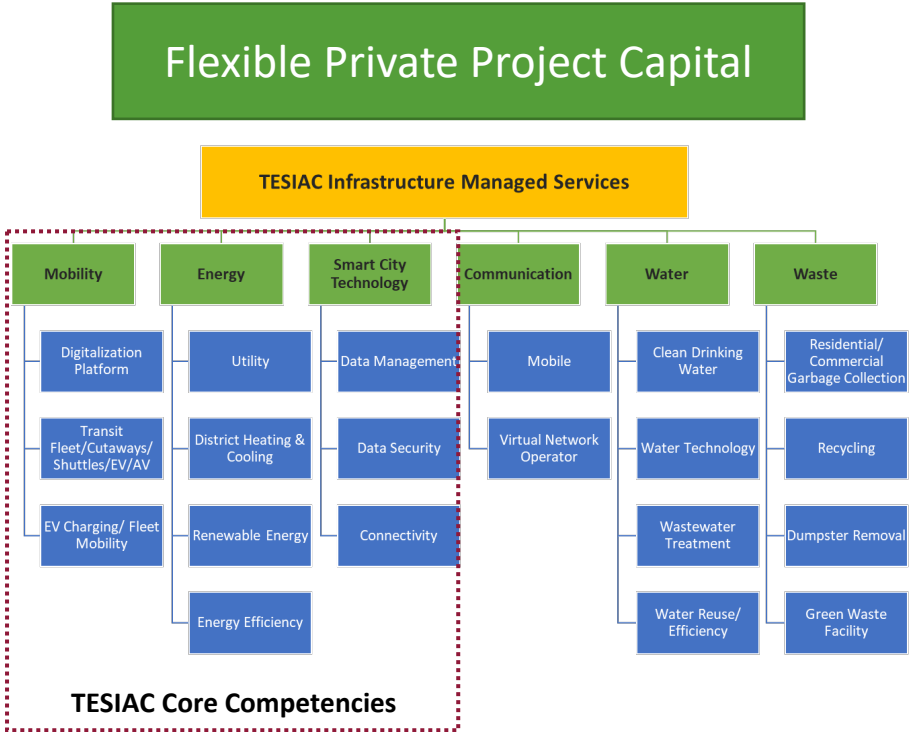 Flexible Private Project Capital
TESIAC Infrastructure Managed Services
Mobility
Digitalization
Platform
Transit
Fleet/Cutaways/
Shuttles/EV/AV
EV Charging/ Fleet
Mobility
Energy
Utility
District Heating &
Cooling
Renewable Energy
Energy Efficiency
Smart City
Technology
Data Management
Data Security
Connectivity
Communication
Mobile
Virtual Network
Operator
Water
Clean Drinking
Water
Water Technology
Wastewater
Treatment
Water Reuse/
Efficiency
Waste
Residential/
Commercial
Garbage Collection
Recycling
Dumpster Removal
Green Waste
Facility
TESIAC Core Competencies